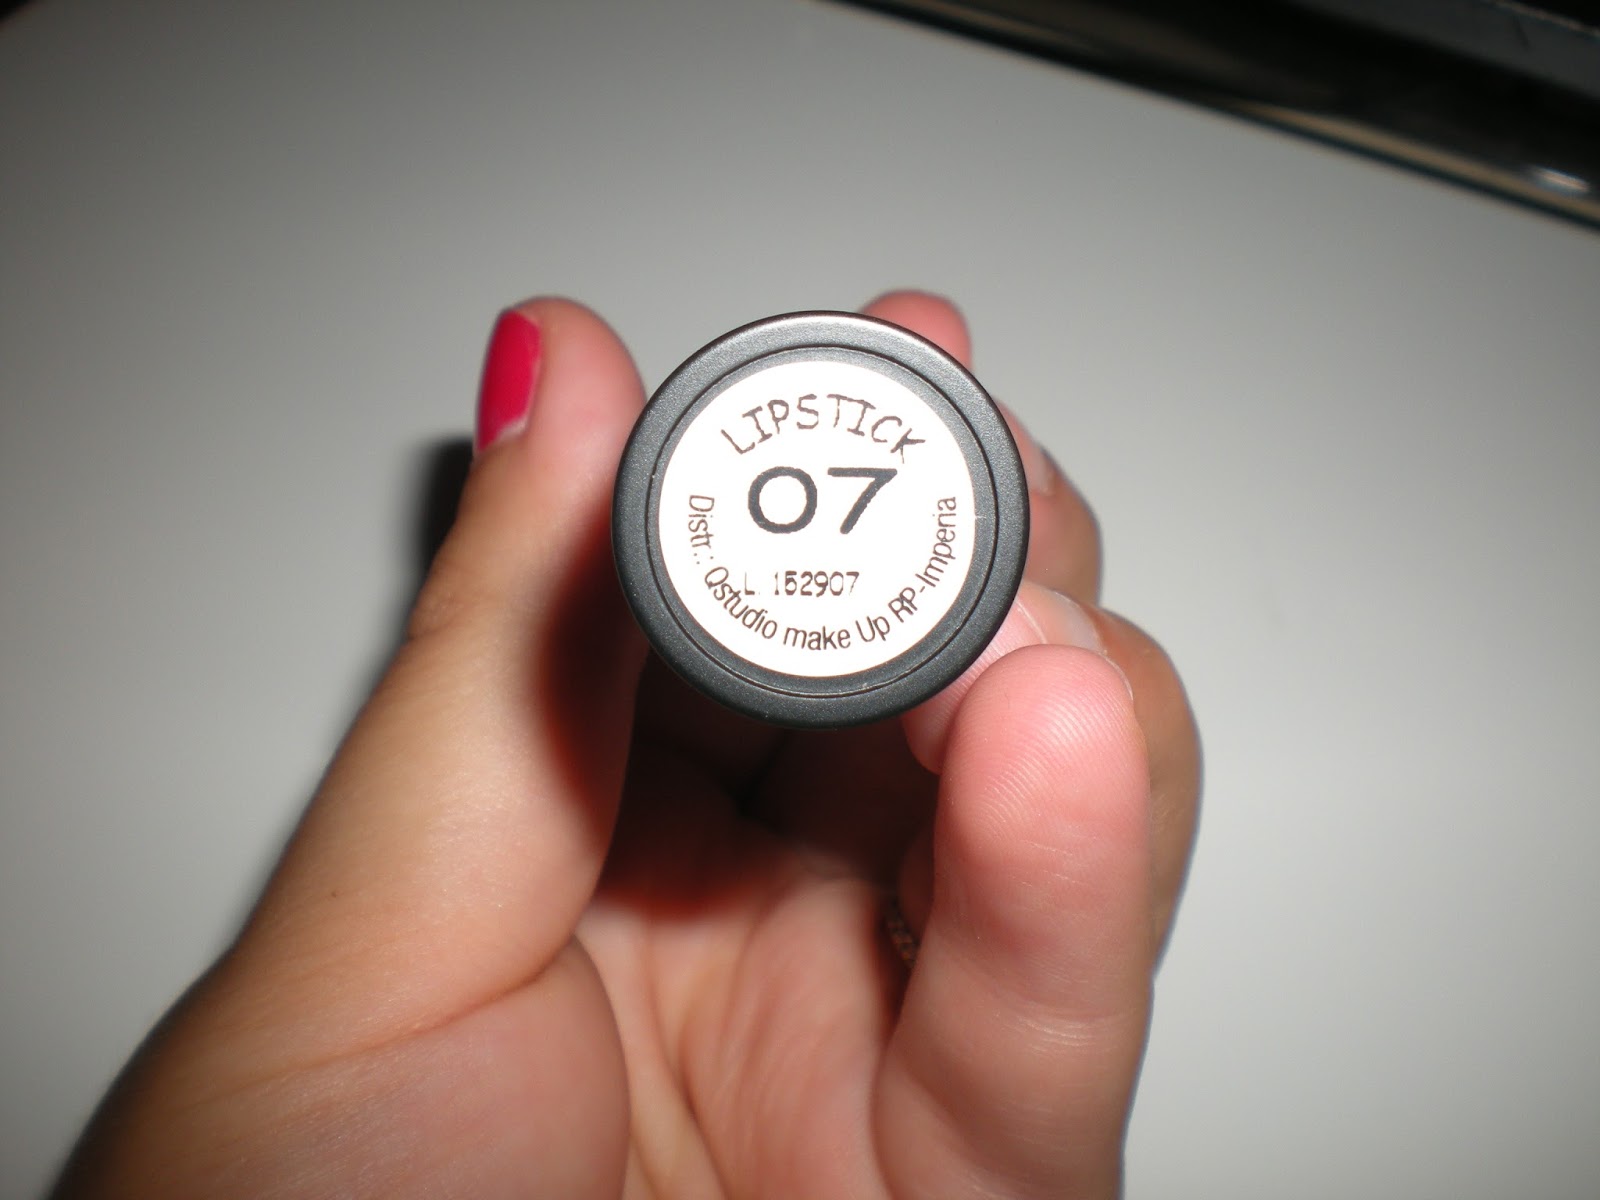 LIPSTICK
07
L. 152907
Distr.: Qstudio make Up RP-Imperia